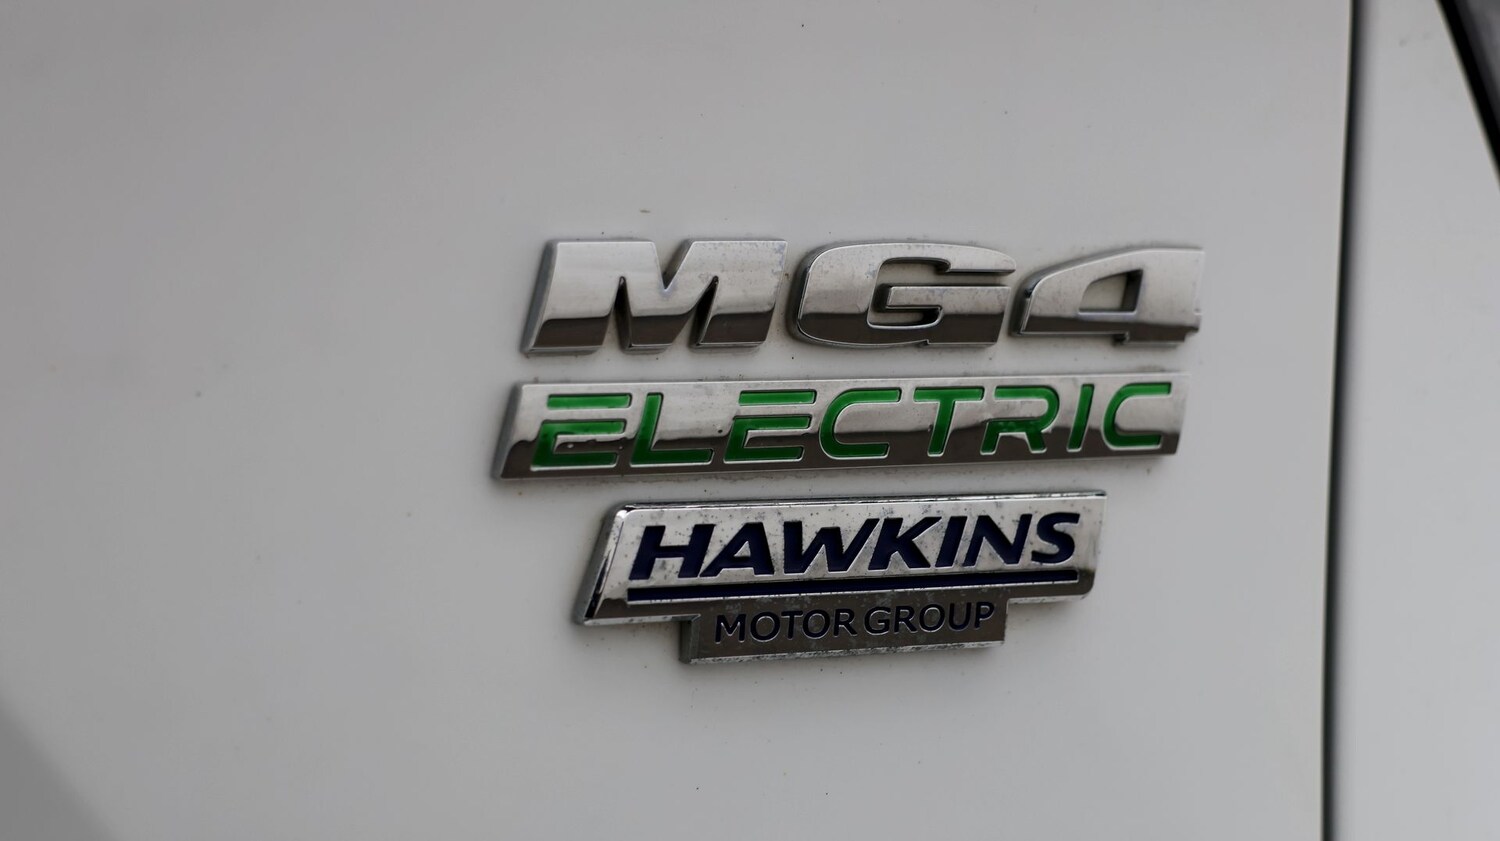 MG4
ELECTRIC
HAWKINS
MOTOR GROUP